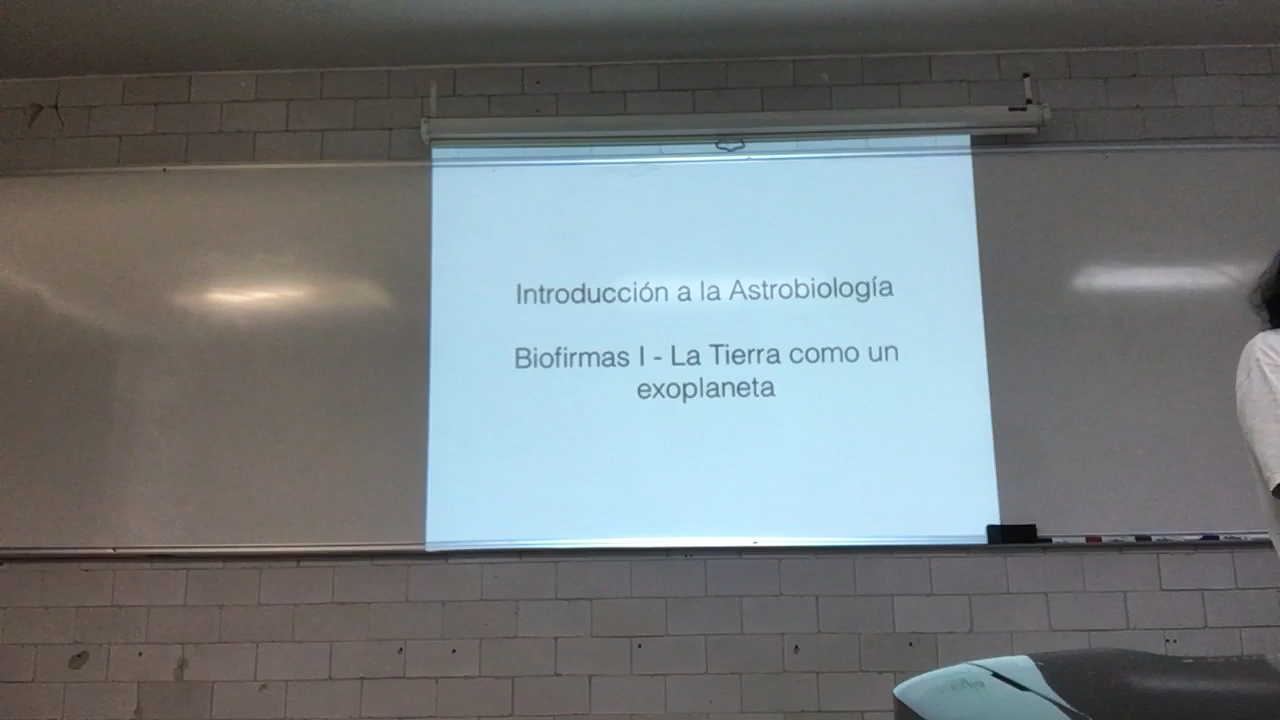 Introducción a la Astrobiología
Biofirmas I - La Tierra como un
exoplaneta